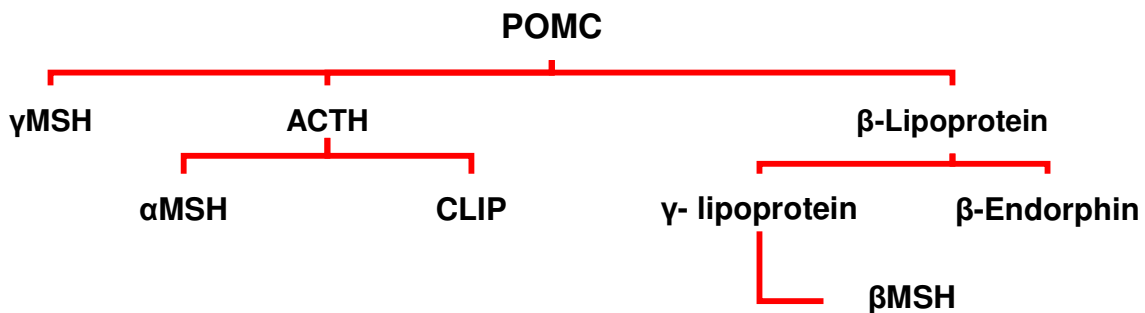 POMC
γMSH ACTH β-Lipoprotein
αMSH CLIP γ- lipoprotein β-Endorphin
βMSH